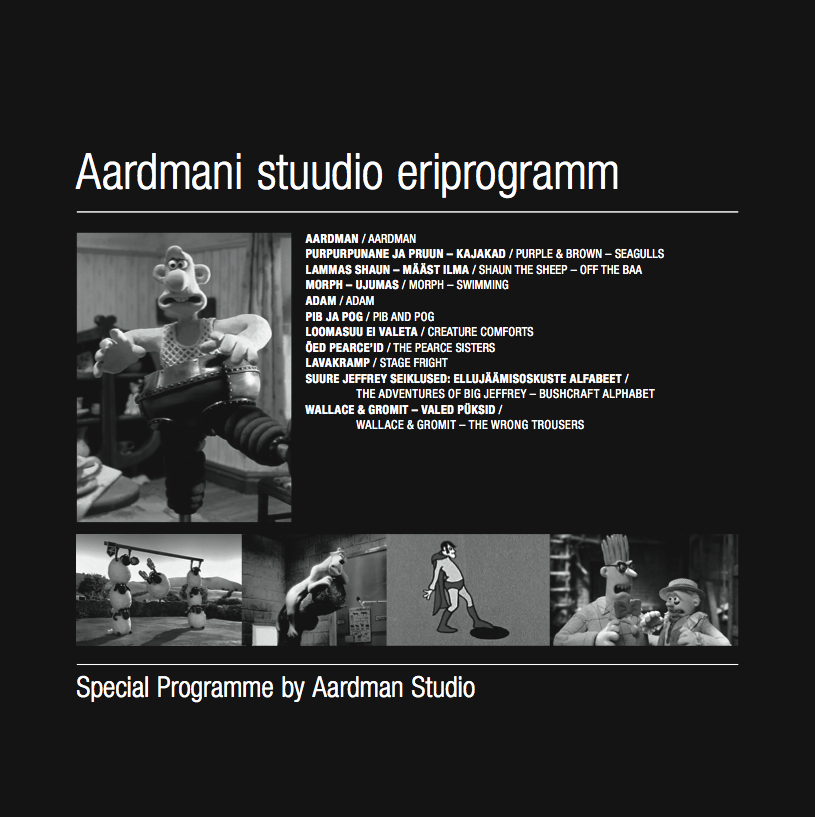 Aardmani stuudio eriprogramm
AARDMAN / AARDMAN
PURPURPUNANE JA PRUUN – KAJAKAD / PURPLE & BROWN – SEAGULLS
LAMMAS SHAUN – MÄÄST ILMA / SHAUN THE SHEEP – OFF THE BAA
MORPH – UJUMAS / MORPH – SWIMMING
ADAM / ADAM
PIB JA POG / PIB AND POG
LOOMASUU EI VALETA / CREATURE COMFORTS
ÕED PEARCE'ID / THE PEARCE SISTERS
LAVAKRAMP / STAGE FRIGHT
SUURE JEFFREY SEIKLUSED: ELLUJÄÄMISOSKUSTE ALFABEET /
THE ADVENTURES OF BIG JEFFREY – BUSHCRAFT ALPHABET
WALLACE & GROMIT – VALED PÜKSID /
WALLACE & GROMIT – THE WRONG TROUSERS
Special Programme by Aardman Studio